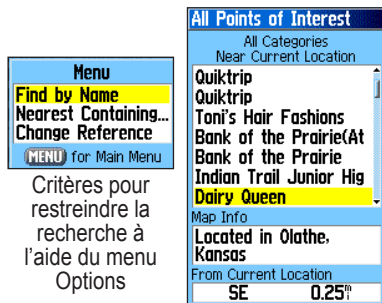 Menu
Find by Name
Nearest Containing...
Change Reference
MENU for Main Menu
Critères pour
restreindre la
recherche à
l'aide du menu
Options
All Points of Interest
All Categories
Near Current Location
Quiktrip
Quiktrip
Toni's Hair Fashions
Bank of the Prairie(At
Bank of the Prairie
Indian Trail Junior Hig
Dairy Queen
Map Info
Located in Olathe,
Kansas
From Current Location
SE 0.25mi